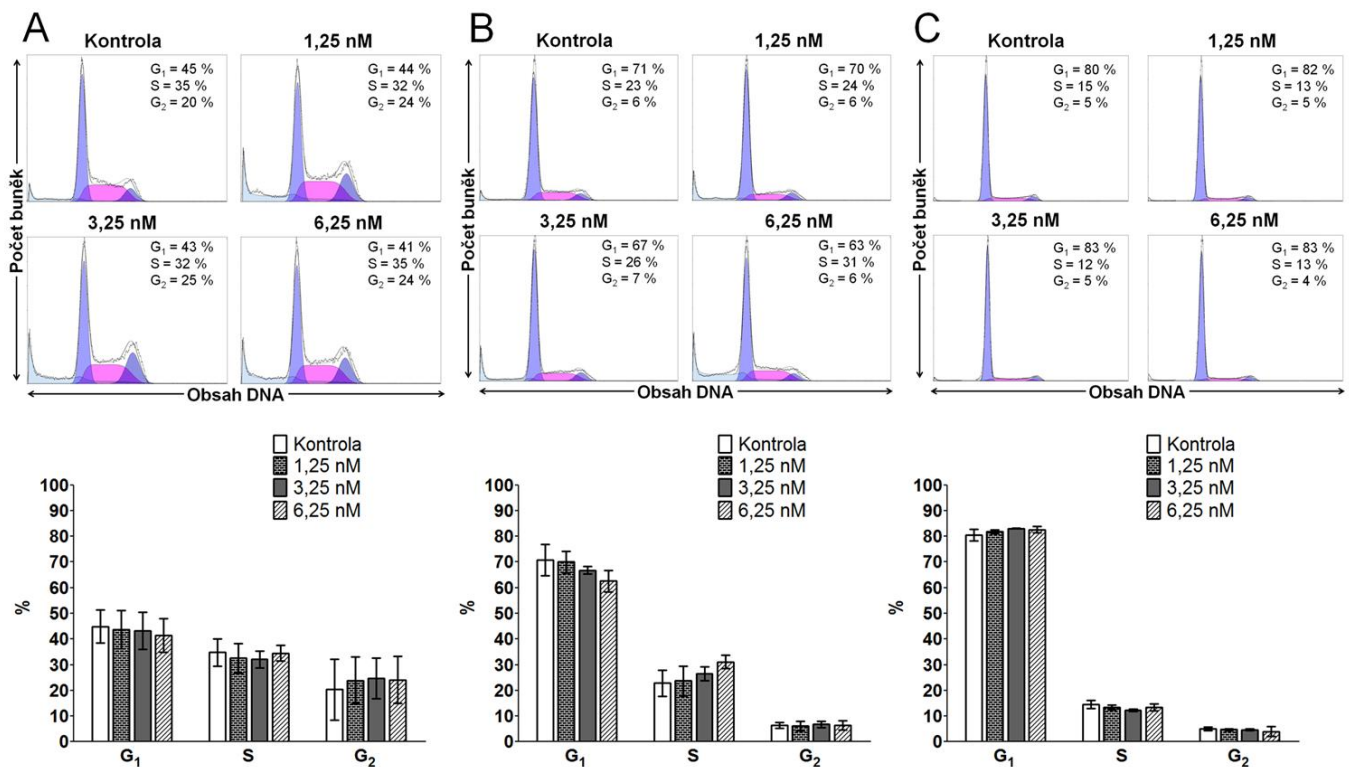 A
Kontrola
1,25 nM
G₁ = 45 %
S = 35 %
G₂ = 20 %
G₁ = 44 %
S = 32 %
G₂ = 24 %
3,25 nM
6,25 nM
G₁ = 43 %
S = 32 %
G₂ = 25 %
G₁ = 41 %
S = 35 %
G₂ = 24 %
Počet buněk
Obsah DNA
B
Kontrola
1,25 nM
G₁ = 71 %
S = 23 %
G₂ = 6 %
G₁ = 70 %
S = 24 %
G₂ = 6 %
3,25 nM
6,25 nM
G₁ = 67 %
S = 26 %
G₂ = 7 %
G₁ = 63 %
S = 31 %
G₂ = 6 %
Počet buněk
Obsah DNA
C
Kontrola
1,25 nM
G₁ = 80 %
S = 15 %
G₂ = 5 %
G₁ = 82 %
S = 13 %
G₂ = 5 %
3,25 nM
6,25 nM
G₁ = 83 %
S = 12 %
G₂ = 5 %
G₁ = 83 %
S = 13 %
G₂ = 4 %
Počet buněk
Obsah DNA
Kontrola
1,25 nM
3,25 nM
6,25 nM
100
90
80
70
60
50
40
30
20
10
0
%
G₁ S G₂
Kontrola
1,25 nM
3,25 nM
6,25 nM
100
90
80
70
60
50
40
30
20
10
0
%
G₁ S G₂
Kontrola
1,25 nM
3,25 nM
6,25 nM
100
90
80
70
60
50
40
30
20
10
0
%
G₁ S G₂